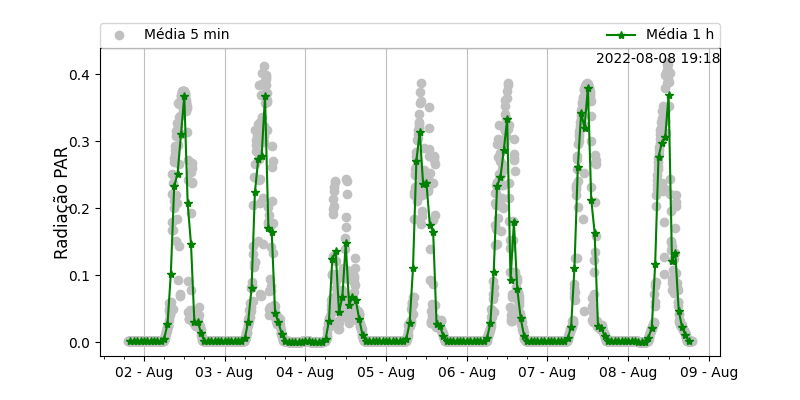 Média 5 min
Média 1 h
2022-08-08 19:18
Radiação PAR
0.4
0.3
0.2
0.1
0.0
02 - Aug
03 - Aug
04 - Aug
05 - Aug
06 - Aug
07 - Aug
08 - Aug
09 - Aug